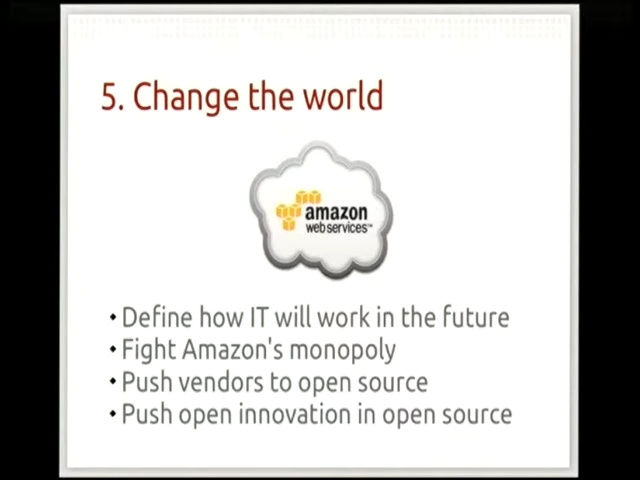 5. Change the world
amazon
webservices™
• Define how IT will work in the future
• Fight Amazon's monopoly
• Push vendors to open source
• Push open innovation in open source